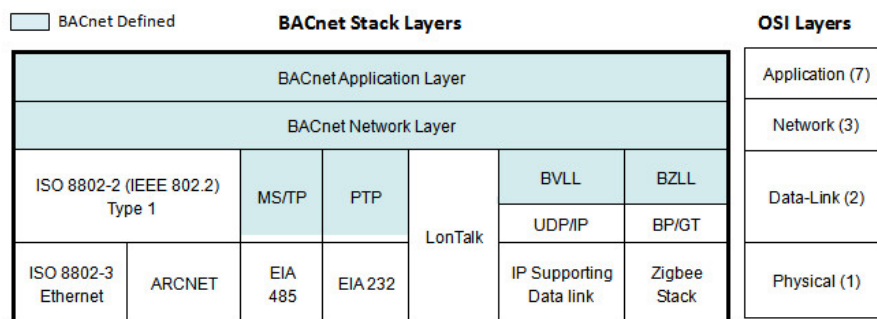 BACnet Defined
BACnet Stack Layers
OSI Layers
BACnet Application Layer
Application (7)
BACnet Network Layer
Network (3)
ISO 8802-2 (IEEE 802.2)
Type 1
MS/TP
PTP
LonTalk
BVLL
BZLL
UDP/IP
BP/GT
Data-Link (2)
ISO 8802-3
Ethernet
ARCNET
EIA
485
EIA 232
IP Supporting
Data link
Zigbee
Stack
Physical (1)